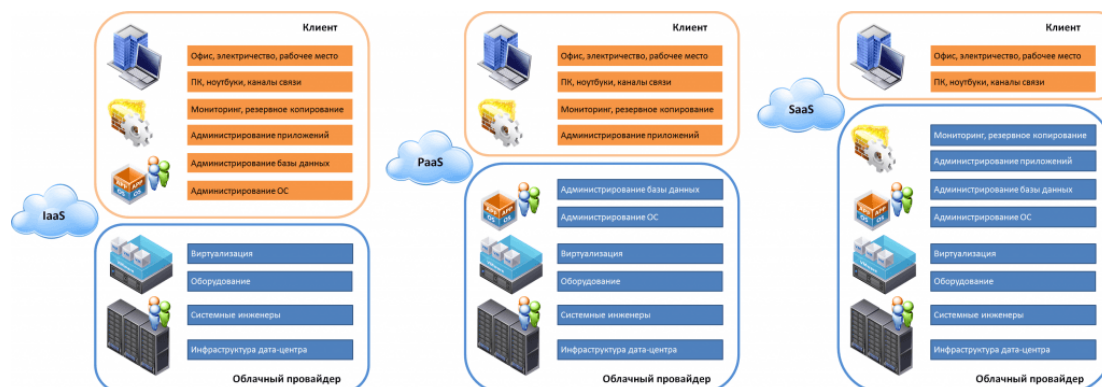 Клиент
Офис, электричество, рабочее место
ПК, ноутбуки, каналы связи
Мониторинг, резервное копирование
Администрирование приложений
Администрирование базы данных
Администрирование ОС
IaaS
Виртуализация
Оборудование
Системные инженеры
Инфраструктура дата-центра
Облачный провайдер
Клиент
Офис, электричество, рабочее место
ПК, ноутбуки, каналы связи
Мониторинг, резервное копирование
Администрирование приложений
PaaS
Администрирование базы данных
Администрирование ОС
Виртуализация
Оборудование
Системные инженеры
Инфраструктура дата-центра
Облачный провайдер
Клиент
Офис, электричество, рабочее место
ПК, ноутбуки, каналы связи
SaaS
Мониторинг, резервное копирование
Администрирование приложений
Администрирование базы данных
Администрирование ОС
Виртуализация
Оборудование
Системные инженеры
Инфраструктура дата-центра
Облачный провайдер